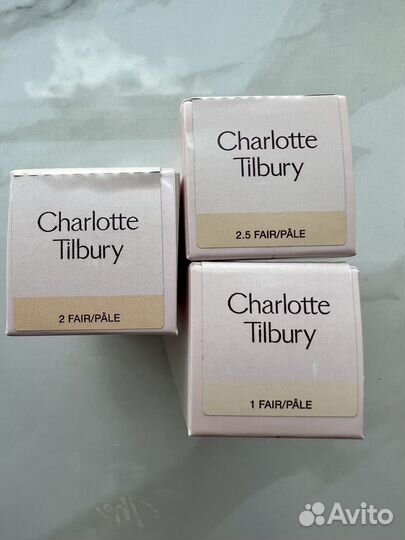 Charlotte
Tilbury
2.5 FAIR/PÂLE
Charlotte
Tilbury
2 FAIR/PÂLE
Charlotte
Tilbury
1 FAIR/PÂLE
Avito